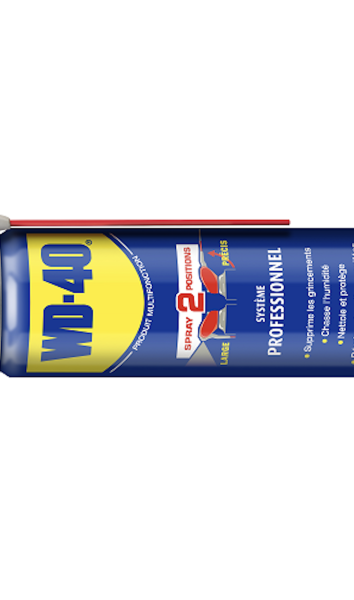 WD-40®
PRODUIT MULTIFONCTION
SPRAY 2 POSITIONS
LARGE
PRÉCIS
SYSTÈME
PROFESSIONNEL
• Supprime les grincements
• Chasse l'humidité
• Nettoie et protège